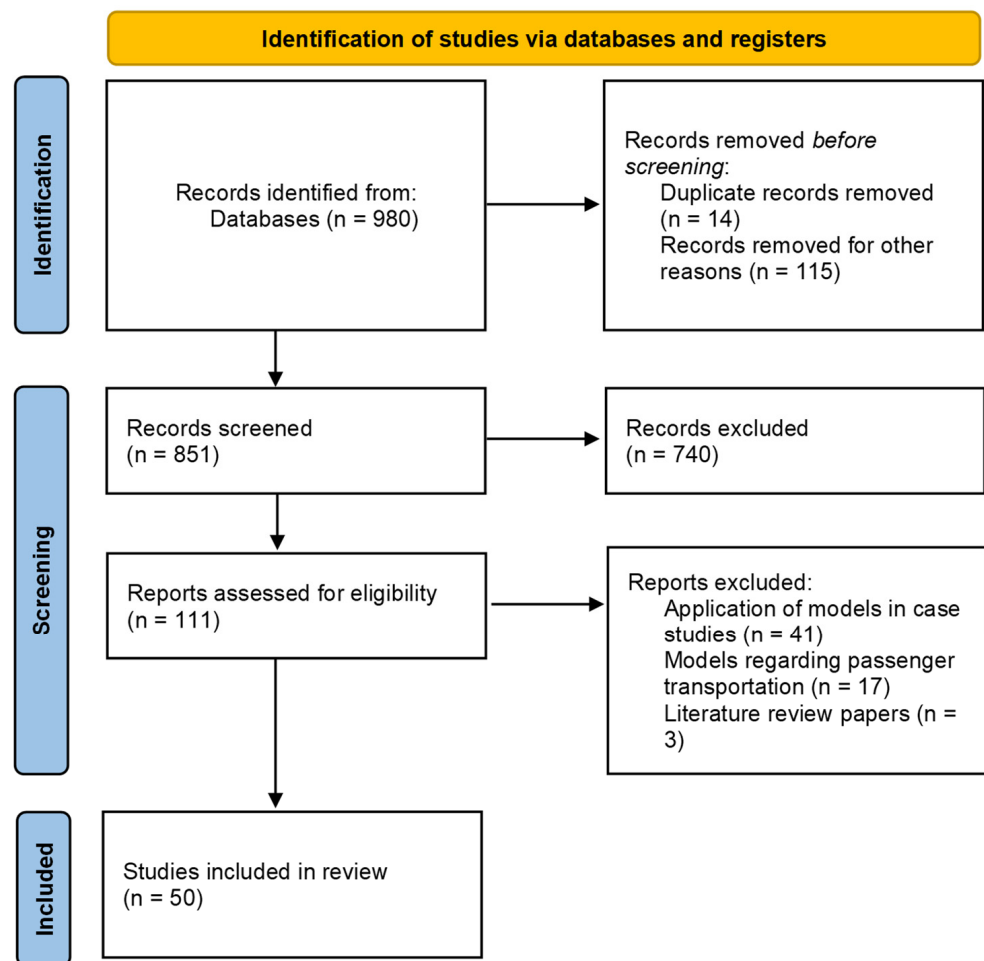 Identification of studies via databases and registers
Identification
Records identified from:
Databases (n = 980)
Records removed before
screening:
Duplicate records removed
(n = 14)
Records removed for other
reasons (n = 115)
Screening
Records screened
(n = 851)
Records excluded
(n = 740)
Reports assessed for eligibility
(n = 111)
Reports excluded:
Application of models in case
studies (n = 41)
Models regarding passenger
transportation (n = 17)
Literature review papers (n =
3)
Included
Studies included in review
(n = 50)